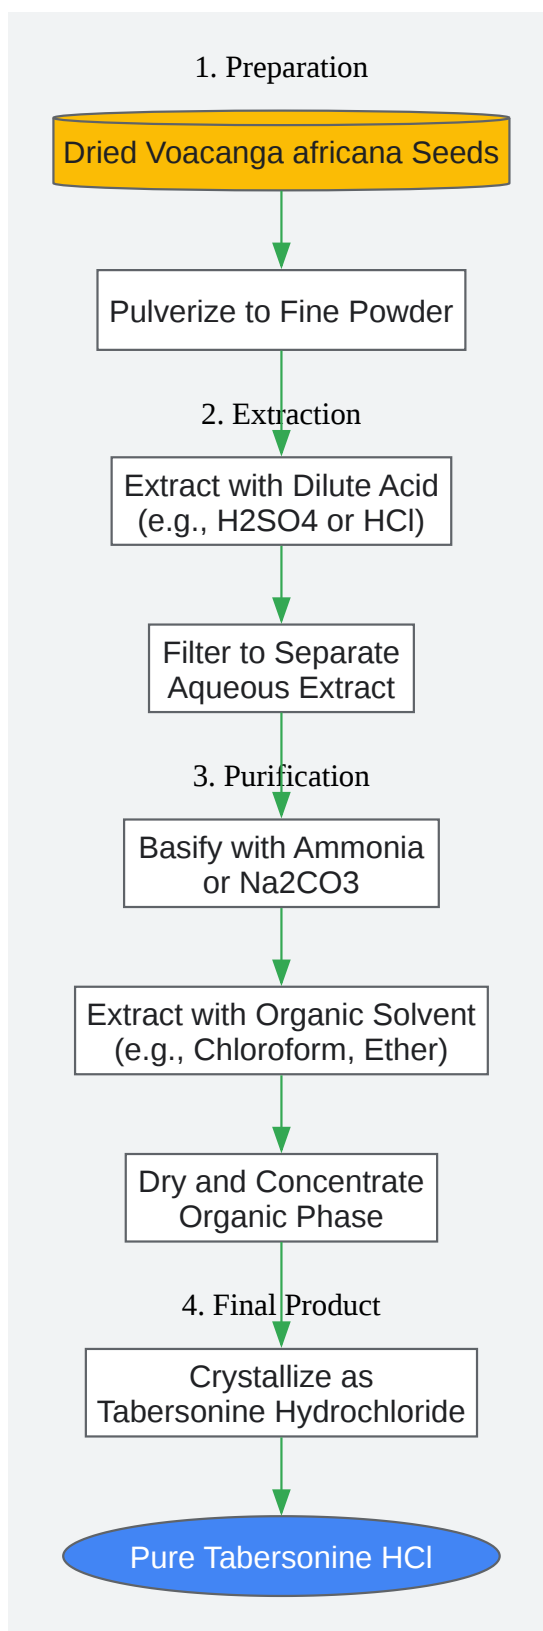 1. Preparation
Dried Voacanga africana Seeds
Pulverize to Fine Powder
2. Extraction
Extract with Dilute Acid
(e.g., H2SO4 or HCl)
Filter to Separate
Aqueous Extract
3. Purification
Basify with Ammonia
or Na2CO3
Extract with Organic Solvent
(e.g., Chloroform, Ether)
Dry and Concentrate
Organic Phase
4. Final Product
Crystallize as
Tabersonine Hydrochloride
Pure Tabersonine HCl